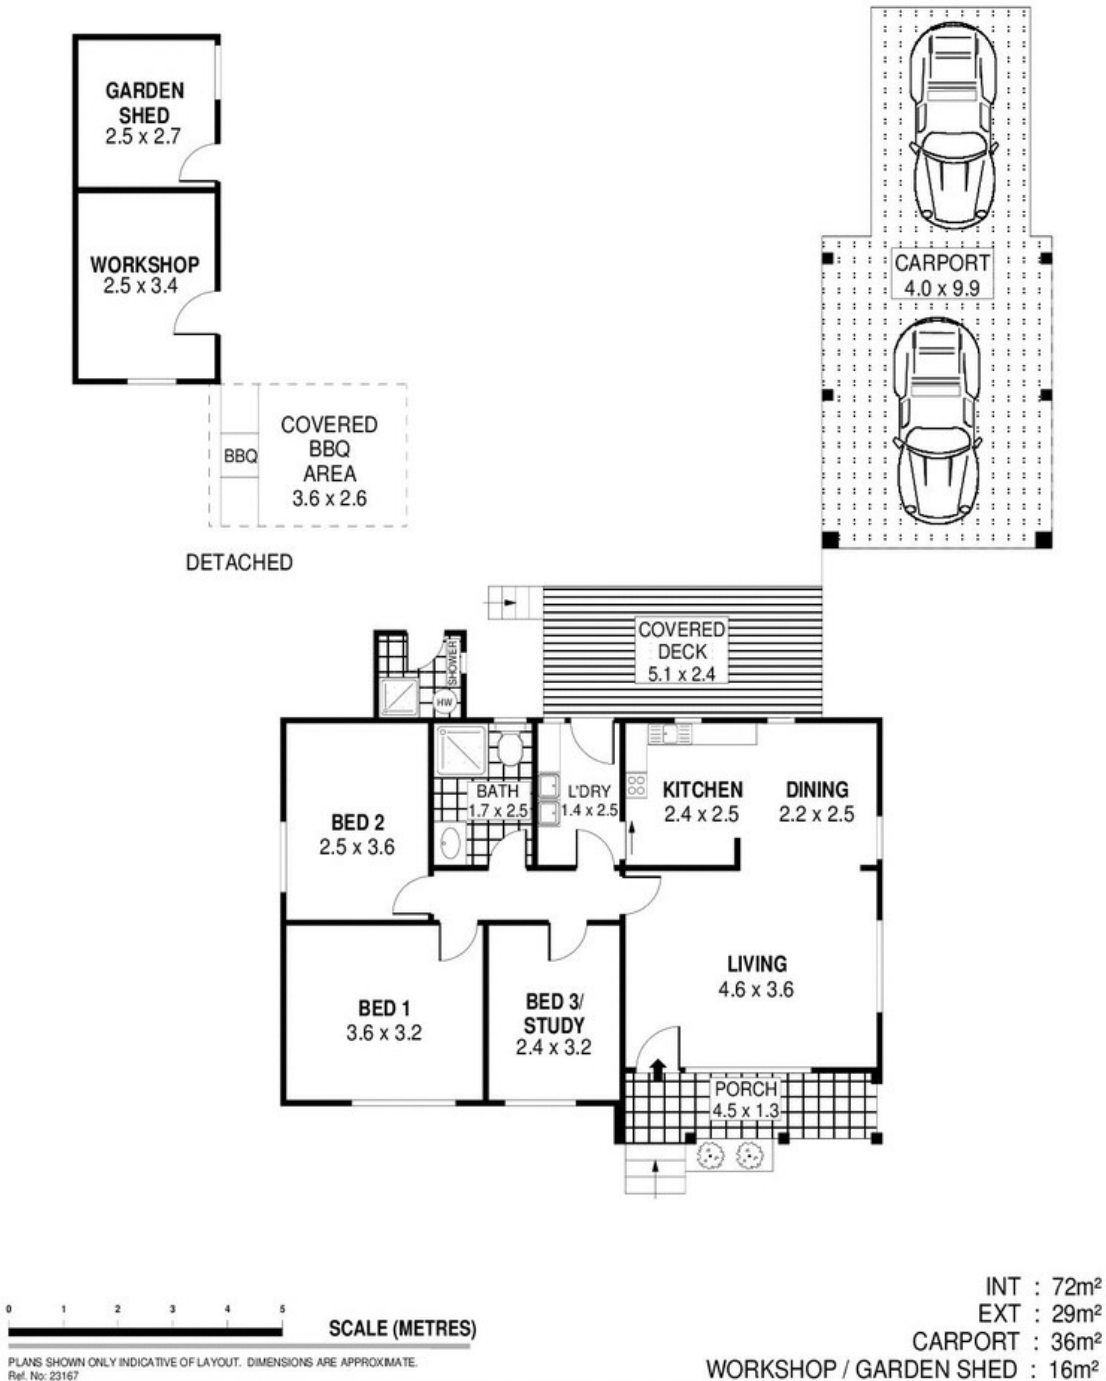 GARDEN
SHED
2.5 x 2.7
WORKSHOP
2.5 x 3.4
CARPORT
4.0 x 9.9
COVERED
BBQ
AREA
3.6 x 2.6
BBQ
DETACHED
COVERED
DECK
5.1 x 2.4
SHOWER
HW
BATH
1.7 x 2.5
L'DRY
1.4 x 2.5
KITCHEN
2.4 x 2.5
DINING
2.2 x 2.5
BED 2
2.5 x 3.6
LIVING
4.6 x 3.6
BED 1
3.6 x 3.2
BED 3/
STUDY
2.4 x 3.2
PORCH
4.5 x 1.3
INT : 72m²
EXT : 29m²
CARPORT : 36m²
WORKSHOP / GARDEN SHED : 16m²
0 1 2 3 4 5
SCALE (METRES)
PLANS SHOWN ONLY INDICATIVE OF LAYOUT. DIMENSIONS ARE APPROXIMATE.
Ref. No: 23167